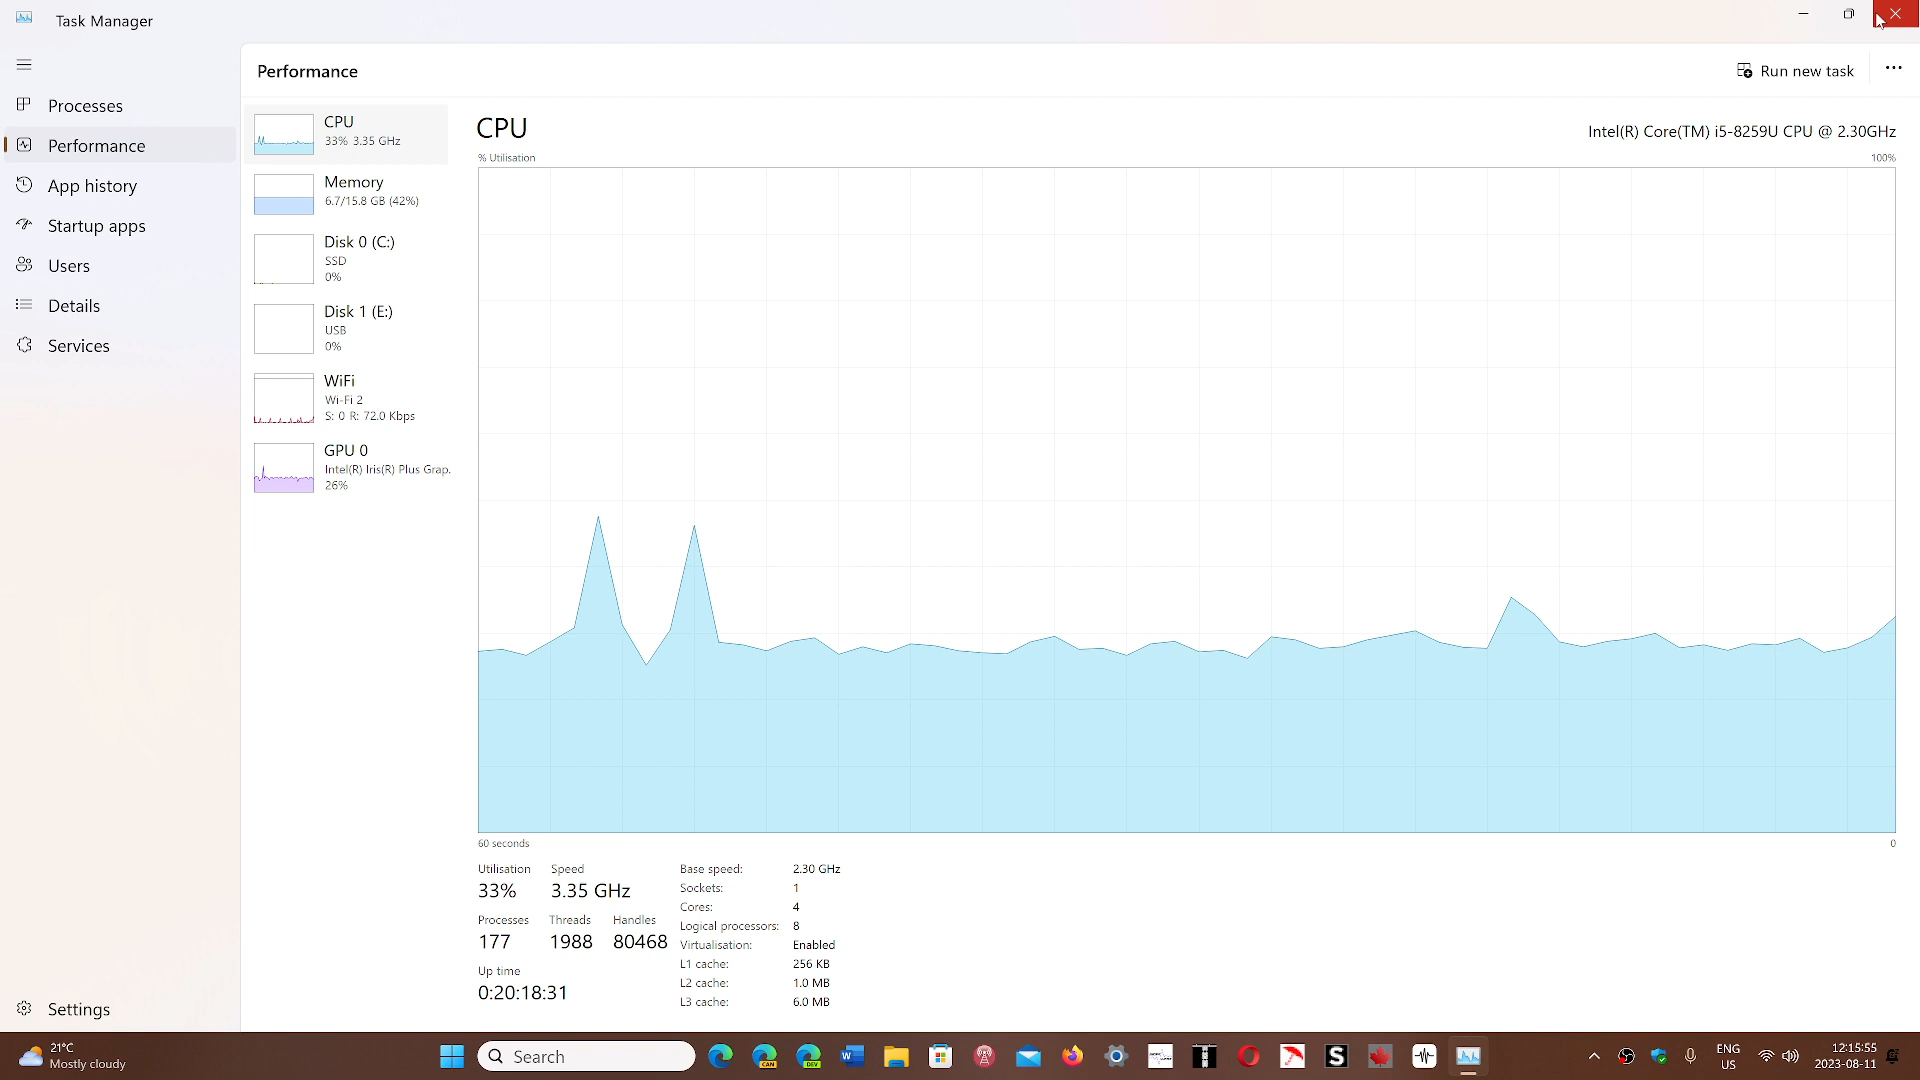 Task Manager
Processes
Performance
App history
Startup apps
Users
Details
Services
Settings
Performance
Run new task
CPU
33% 3.35 GHz
Memory
6.7/15.8 GB (42%)
Disk 0 (C:)
SSD
0%
Disk 1 (E:)
USB
0%
WiFi
Wi-Fi 2
S: 0 R: 72.0 Kbps
GPU 0
Intel(R) Iris(R) Plus Grap.
26%
CPU
Intel(R) Core(TM) i5-8259U CPU @ 2.30GHz
% Utilisation
100%
60 seconds
0
Utilisation
33%
Speed
3.35 GHz
Processes
177
Threads
1988
Handles
80468
Up time
0:20:18:31
Base speed: 2.30 GHz
Sockets: 1
Cores: 4
Logical processors: 8
Virtualisation: Enabled
L1 cache: 256 KB
L2 cache: 1.0 MB
L3 cache: 6.0 MB
21°C
Mostly cloudy
Search
CAN
DEV
W
S
ENG
US
12:15:55
2023-08-11